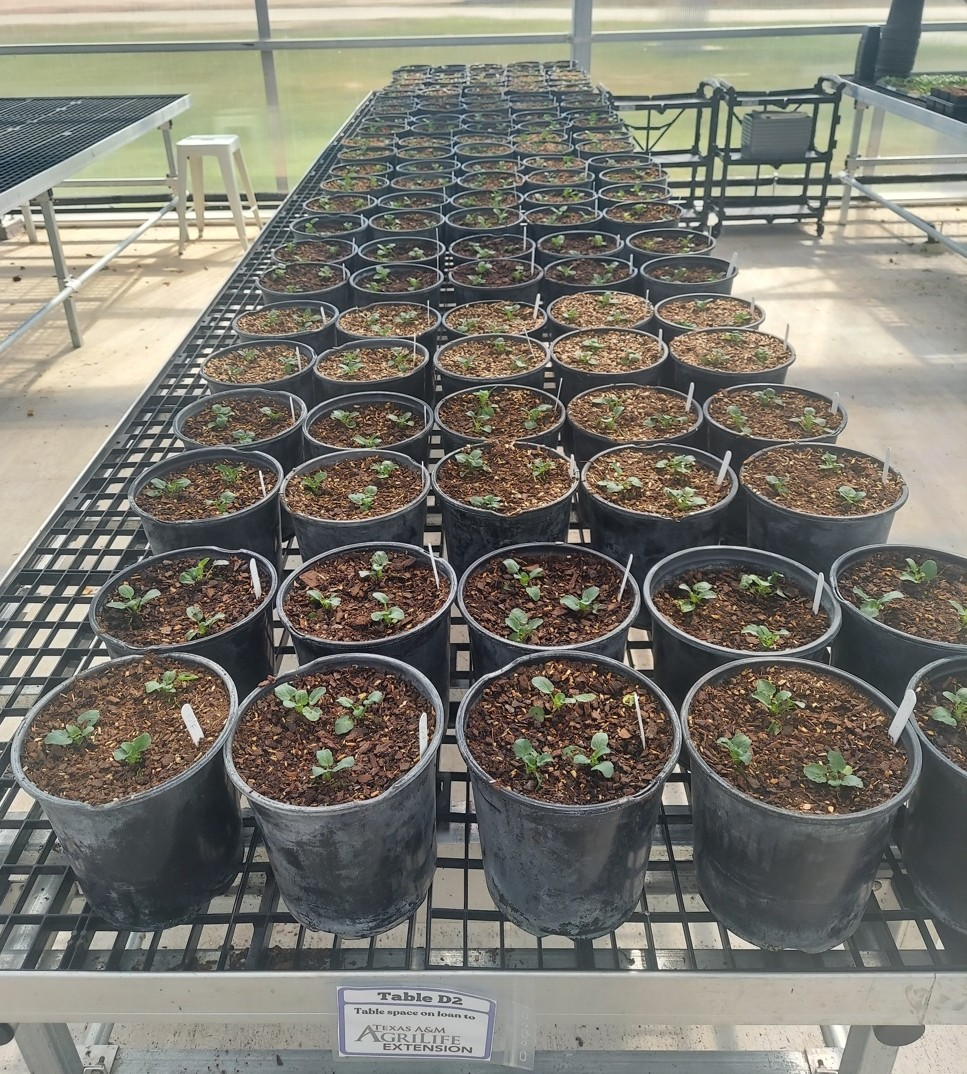 Table D2
Table space on loan to
TEXAS A&M
AGRILIFE
EXTENSION